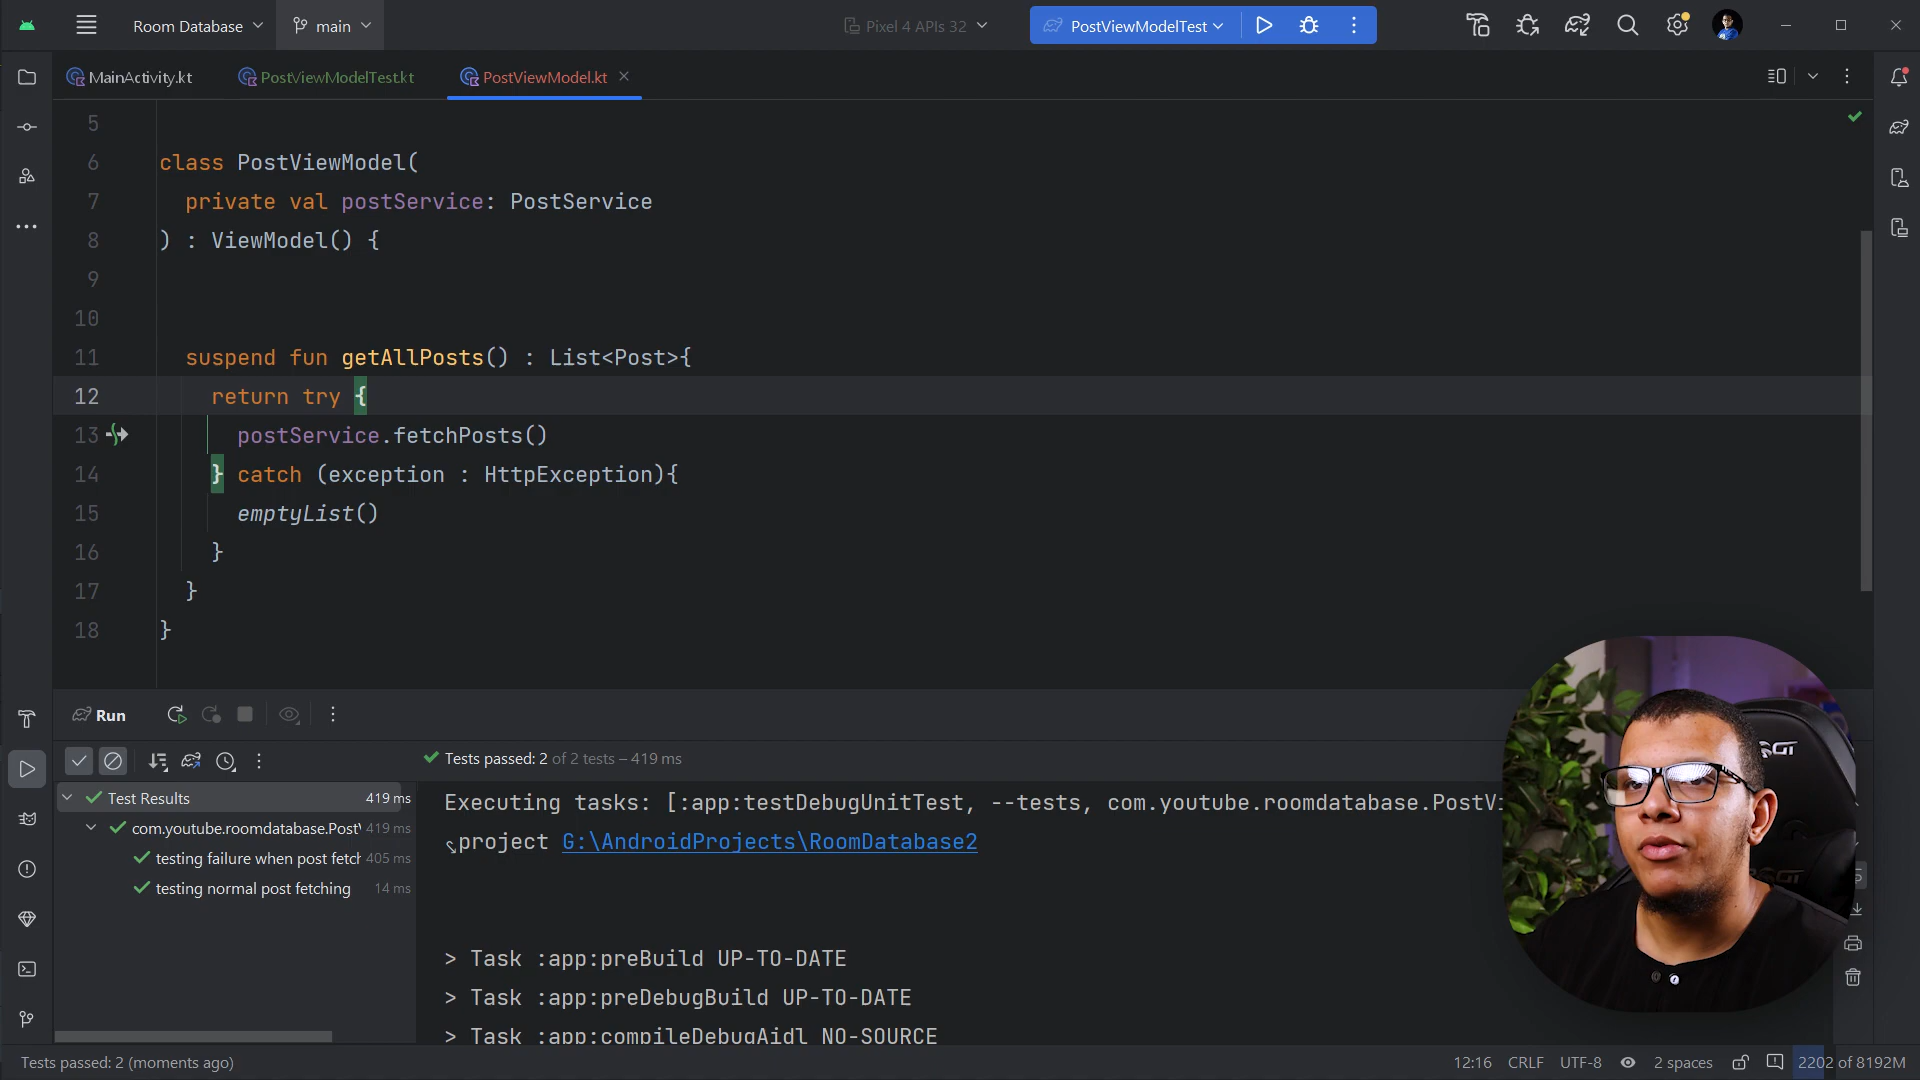 Room Database
main
Pixel 4 APIs 32
PostViewModelTest
MainActivity.kt
PostViewModelTest.kt
PostViewModel.kt
5
6 class PostViewModel(
7 private val postService: PostService
8 ) : ViewModel() {
9
10
11 suspend fun getAllPosts() : List<Post>{
12 return try {
13 postService.fetchPosts()
14 } catch (exception : HttpException){
15 emptyList()
16 }
17 }
18 }
Run
Tests passed: 2 of 2 tests – 419 ms
Test Results 419 ms
com.youtube.roomdatabase.Post 419 ms
testing failure when post fetch 405 ms
testing normal post fetching 14 ms
Executing tasks: [:app:testDebugUnitTest, --tests, com.youtube.roomdatabase.PostVi
project G:\AndroidProjects\RoomDatabase2
> Task :app:preBuild UP-TO-DATE
> Task :app:preDebugBuild UP-TO-DATE
> Task :app:compileDebugAidl NO-SOURCE
Tests passed: 2 (moments ago)
12:16 CRLF UTF-8 2 spaces 2202 of 8192M